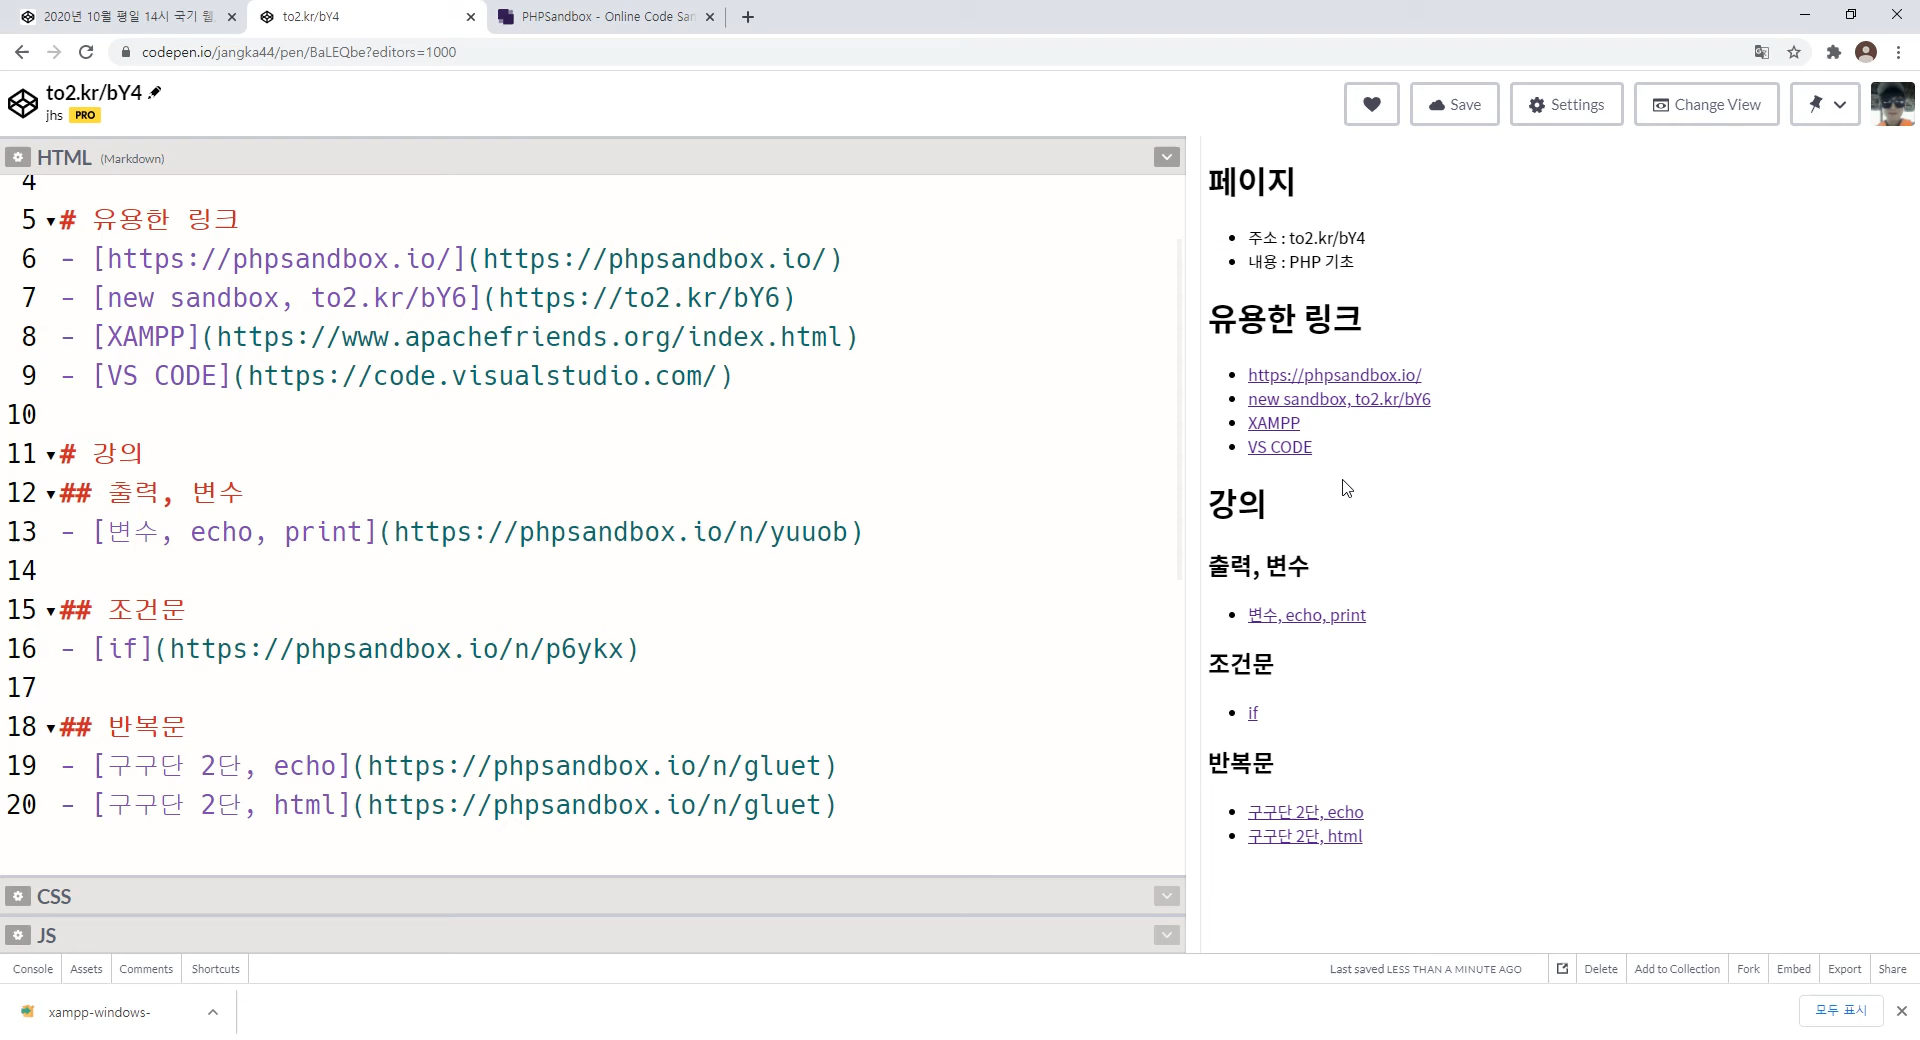 2020년 10월 평일 14시 국기 웹
to2.kr/bY4
PHPSandbox - Online Code San
codepen.io/jangka44/pen/BaLEQbe?editors=1000
to2.kr/bY4
jhs PRO
Save
Settings
Change View
HTML (Markdown)
4
5 # 유용한 링크
6 - [https://phpsandbox.io/](https://phpsandbox.io/)
7 - [new sandbox, to2.kr/bY6](https://to2.kr/bY6)
8 - [XAMPP](https://www.apachefriends.org/index.html)
9 - [VS CODE](https://code.visualstudio.com/)
10
11 # 강의
12 ## 출력, 변수
13 - [변수, echo, print](https://phpsandbox.io/n/yuuob)
14
15 ## 조건문
16 - [if](https://phpsandbox.io/n/p6ykx)
17
18 ## 반복문
19 - [구구단 2단, echo](https://phpsandbox.io/n/gluet)
20 - [구구단 2단, html](https://phpsandbox.io/n/gluet)
CSS
JS
페이지
주소 : to2.kr/bY4
내용 : PHP 기초
유용한 링크
https://phpsandbox.io/
new sandbox, to2.kr/bY6
XAMPP
VS CODE
강의
출력, 변수
변수, echo, print
조건문
if
반복문
구구단 2단, echo
구구단 2단, html
Console
Assets
Comments
Shortcuts
Last saved LESS THAN A MINUTE AGO
Delete
Add to Collection
Fork
Embed
Export
Share
xampp-windows-
모두 표시